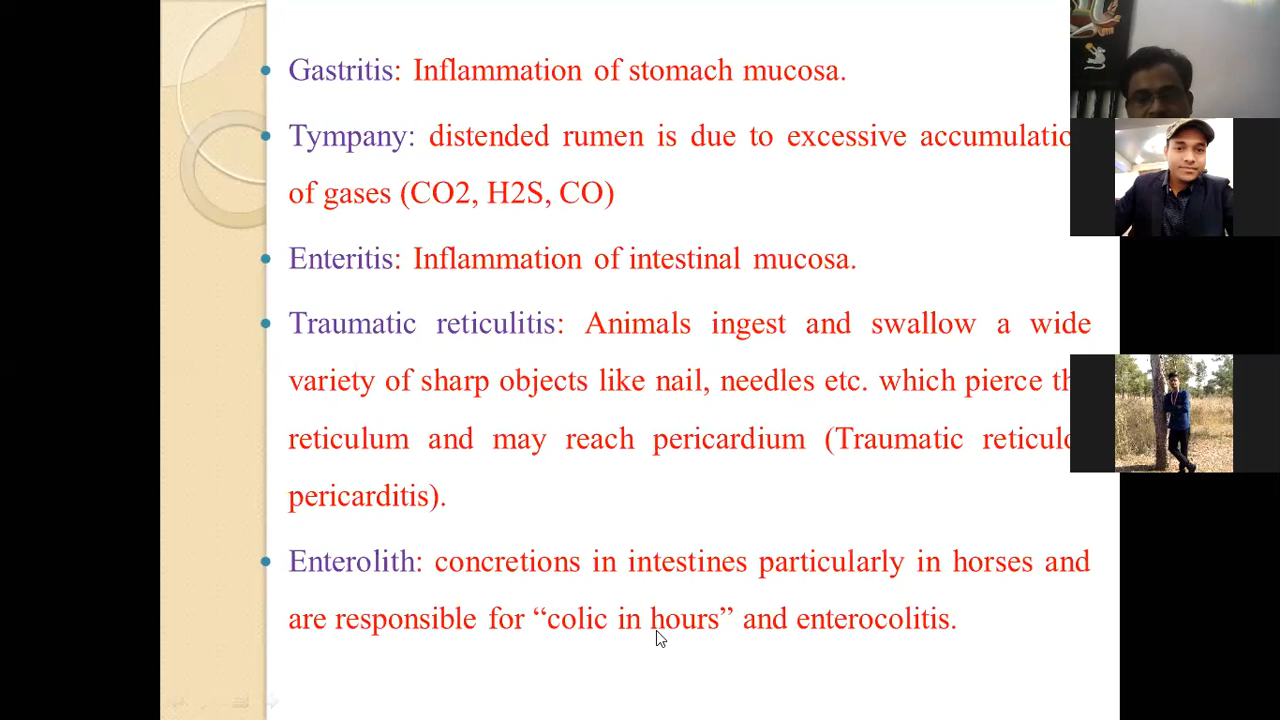 Gastritis: Inflammation of stomach mucosa.
Tympany: distended rumen is due to excessive accumulatio
of gases (CO2, H2S, CO)
Enteritis: Inflammation of intestinal mucosa.
Traumatic reticulitis: Animals ingest and swallow a wide
variety of sharp objects like nail, needles etc. which pierce th
reticulum and may reach pericardium (Traumatic reticulo
pericarditis).
Enterolith: concretions in intestines particularly in horses and
are responsible for “colic in hours” and enterocolitis.